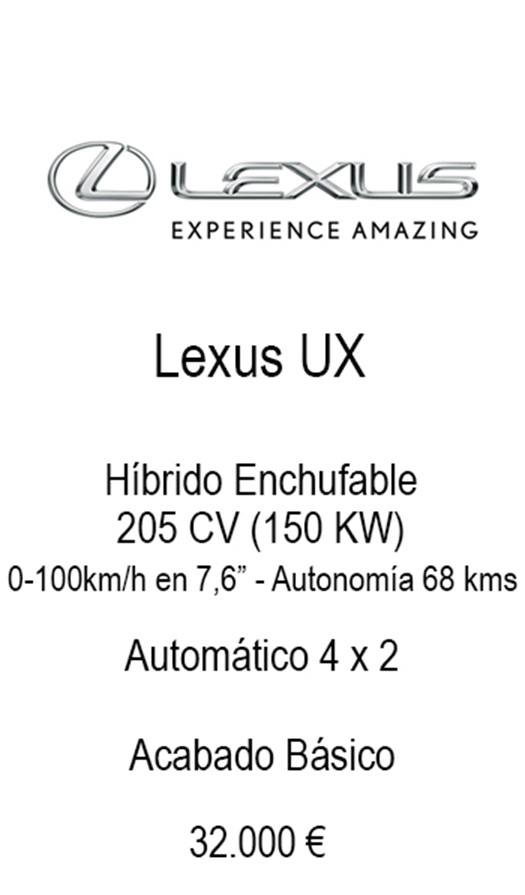 LEXUS
EXPERIENCE AMAZING
Lexus UX
Híbrido Enchufable
205 CV (150 KW)
0-100km/h en 7,6” - Autonomía 68 kms
Automático 4 x 2
Acabado Básico
32.000 €